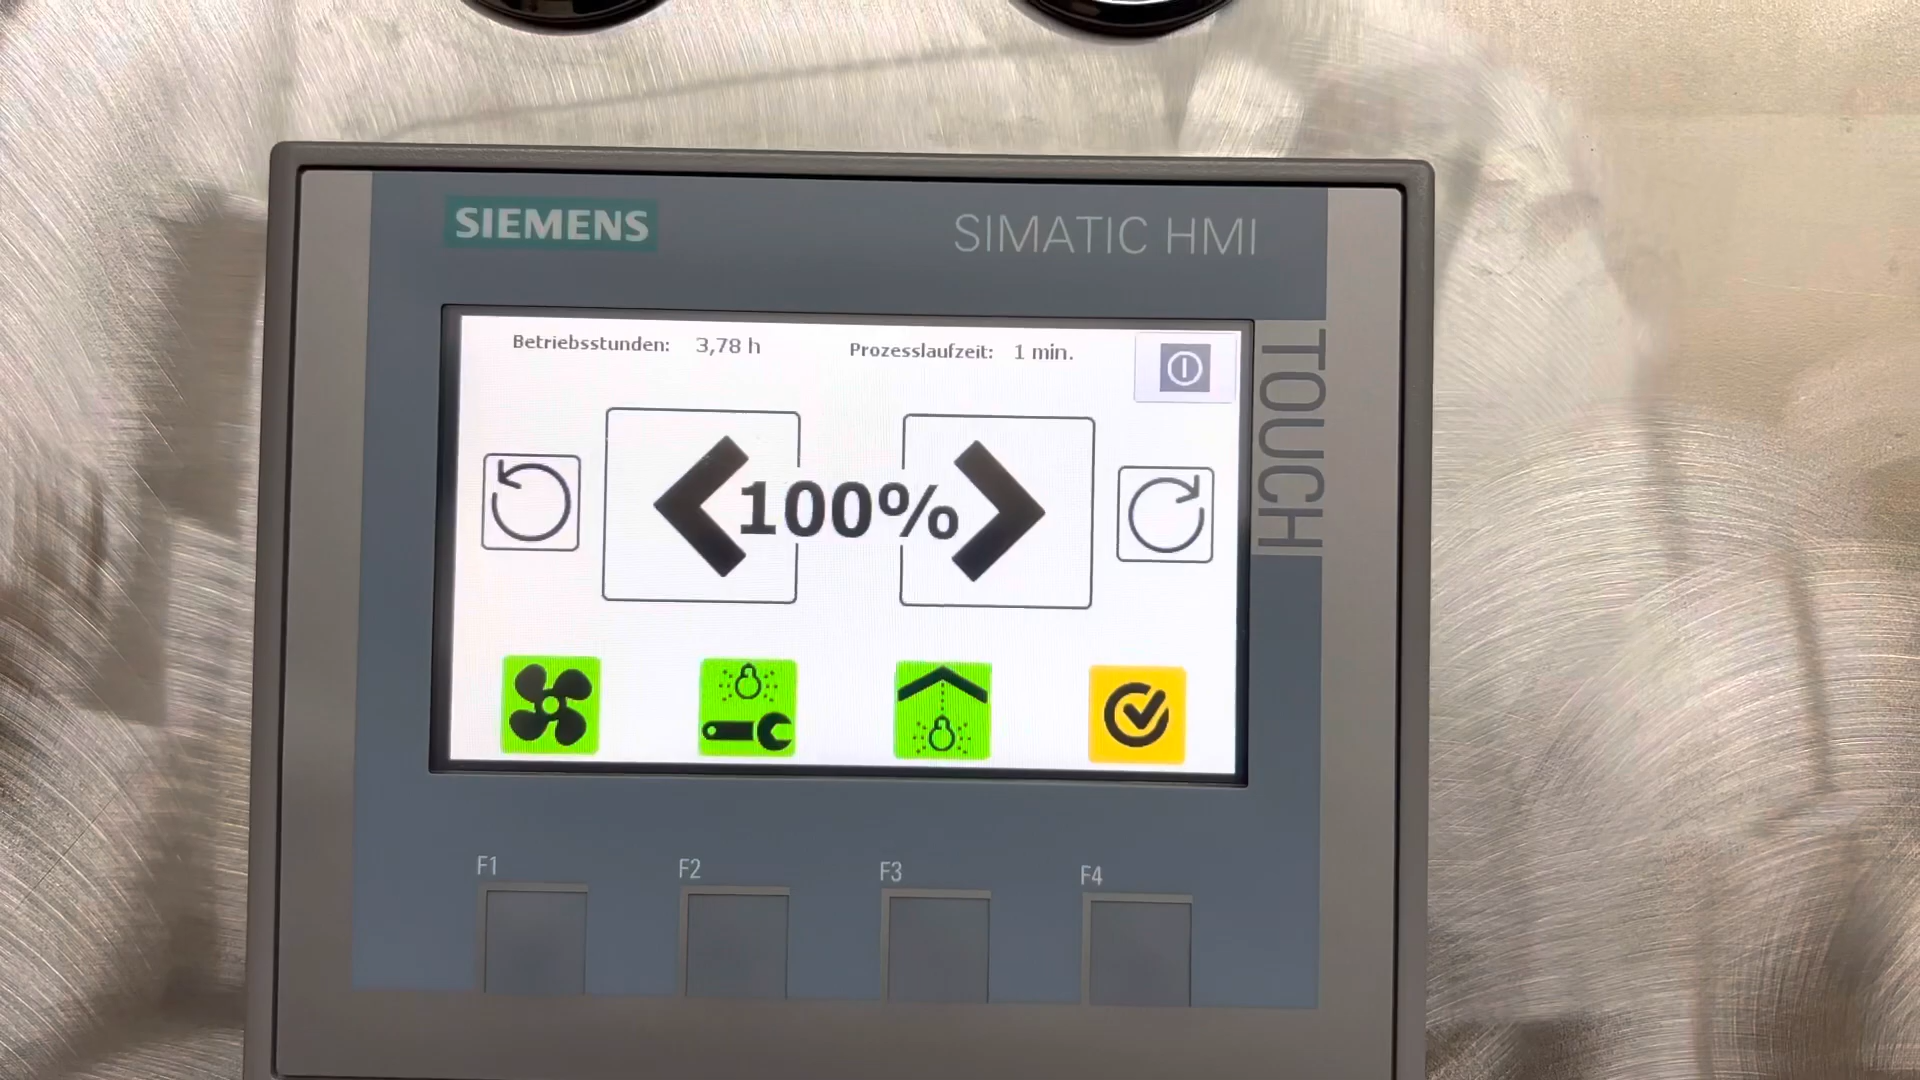 SIEMENS
SIMATIC HMI
TOUCH
Betriebsstunden: 3,78 h
Prozesslaufzeit: 1 min.
100%
F1
F2
F3
F4